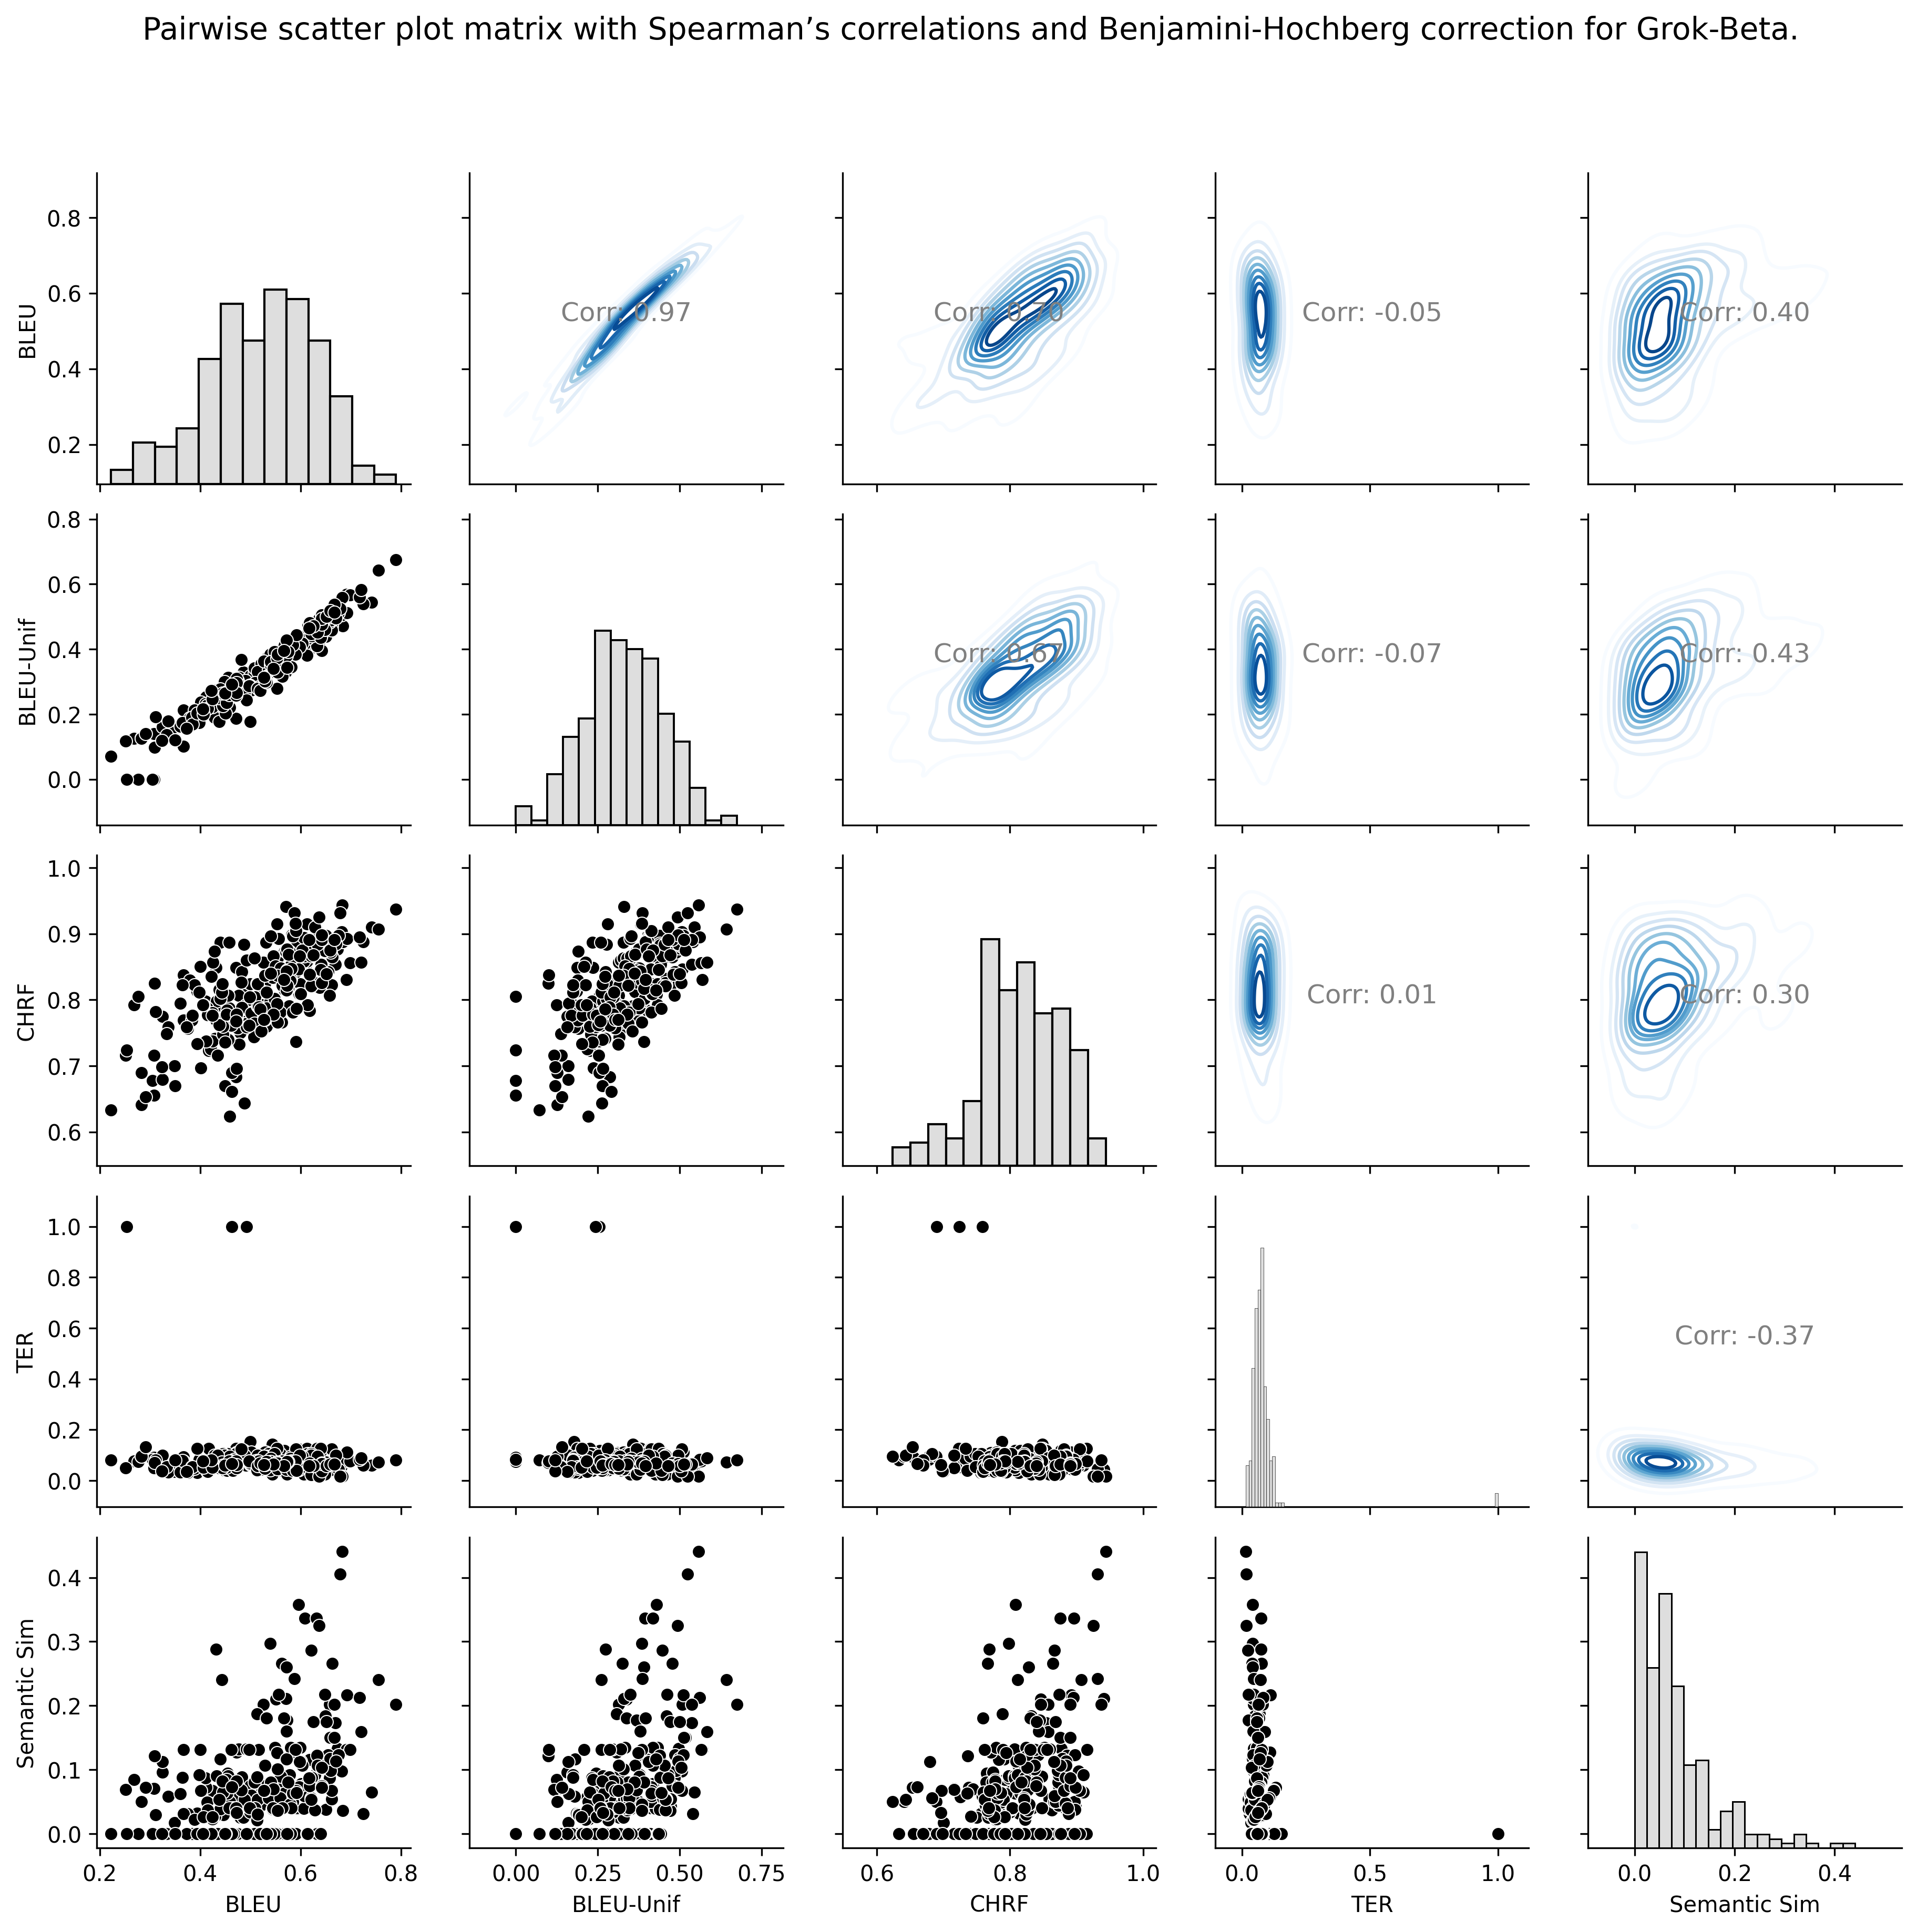 Pairwise scatter plot matrix with Spearman’s correlations and Benjamini-Hochberg correction for Grok-Beta.
BLEU
0.8
0.6
0.4
0.2
Corr: 0.97
Corr: 0.70
Corr: -0.05
Corr: 0.40
BLEU-Unif
0.8
0.6
0.4
0.2
0.0
Corr: 0.67
Corr: -0.07
Corr: 0.43
CHRF
1.0
0.9
0.8
0.7
0.6
Corr: 0.01
Corr: 0.30
TER
1.0
0.8
0.6
0.4
0.2
0.0
Corr: -0.37
Semantic Sim
0.4
0.3
0.2
0.1
0.0
0.2 0.4 0.6 0.8
0.00 0.25 0.50 0.75
0.6 0.8 1.0
0.0 0.5 1.0
0.0 0.2 0.4
BLEU
BLEU-Unif
CHRF
TER
Semantic Sim